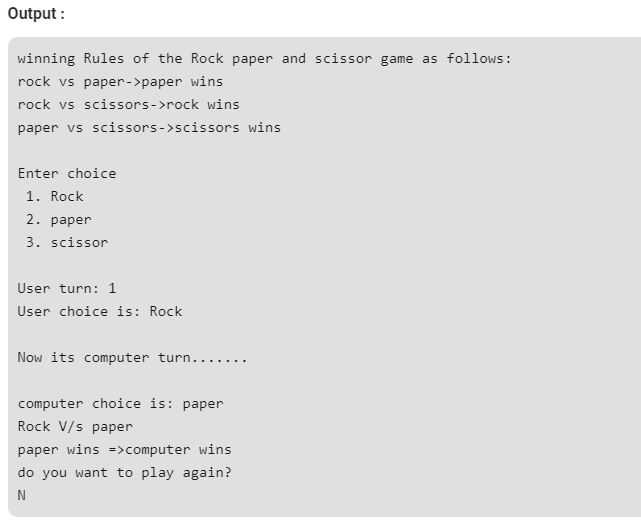 Output :
winning Rules of the Rock paper and scissor game as follows:
rock vs paper->paper wins
rock vs scissors->rock wins
paper vs scissors->scissors wins
Enter choice
1. Rock
2. paper
3. scissor
User turn: 1
User choice is: Rock
Now its computer turn.......
computer choice is: paper
Rock V/s paper
paper wins =>computer wins
do you want to play again?
N